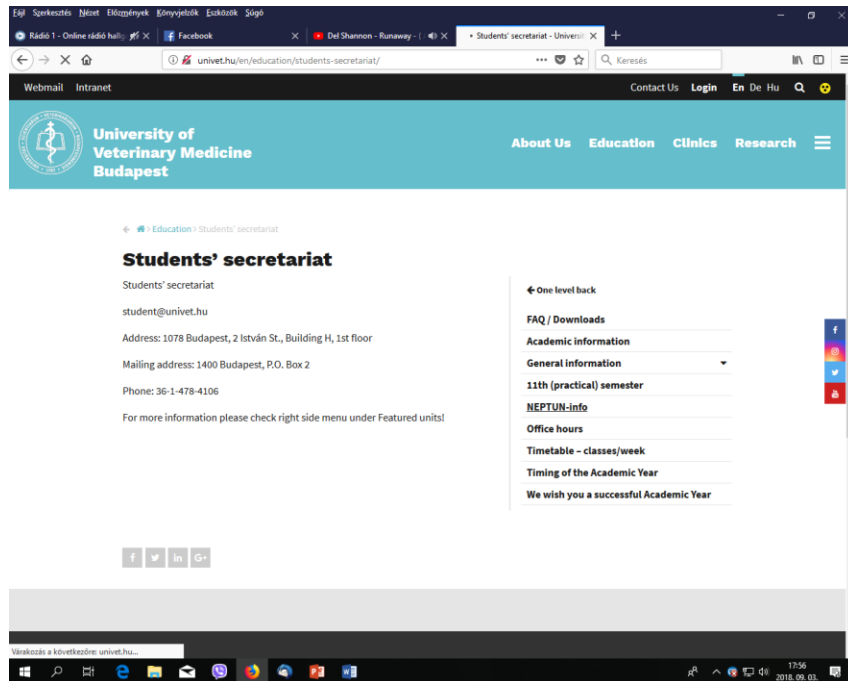 Fájl Szerkesztés Nézet Előzmények Könyvjelzők Eszközök Súgó
Rádió 1 - Online rádió hallg
Facebook
Del Shannon - Runaway - (
Students' secretariat - Universit
univet.hu/en/education/students-secretariat/
Keresés
Webmail Intranet
Contact Us Login En De Hu
University of
Veterinary Medicine
Budapest
About Us Education Clinics Research
Education › Students' secretariat
Students’ secretariat
Students’ secretariat
student@univet.hu
Address: 1078 Budapest, 2 István St., Building H, 1st floor
Mailing address: 1400 Budapest, P.O. Box 2
Phone: 36-1-478-4106
For more information please check right side menu under Featured units!
One level back
FAQ / Downloads
Academic information
General information
11th (practical) semester
NEPTUN-info
Office hours
Timetable – classes/week
Timing of the Academic Year
We wish you a successful Academic Year
Várakozás a következőre: univet.hu...
17:56
2018. 09. 03.